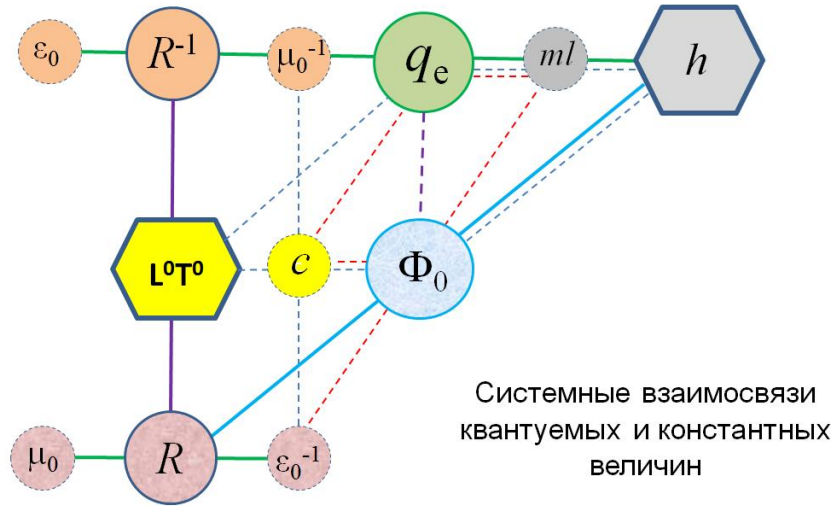 ε₀ R⁻¹ μ₀⁻¹ qₑ ml h
L⁰T⁰ c Φ₀
μ₀ R ε₀⁻¹
Системные взаимосвязи
квантуемых и константных
величин